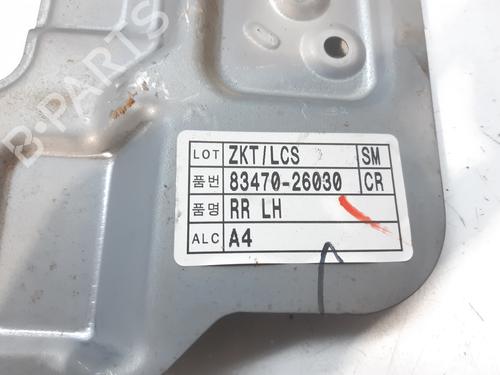 B-PARTS
LOT ZKT/LCS SM
품번 83470-26030 CR
품명 RR LH
ALC A4